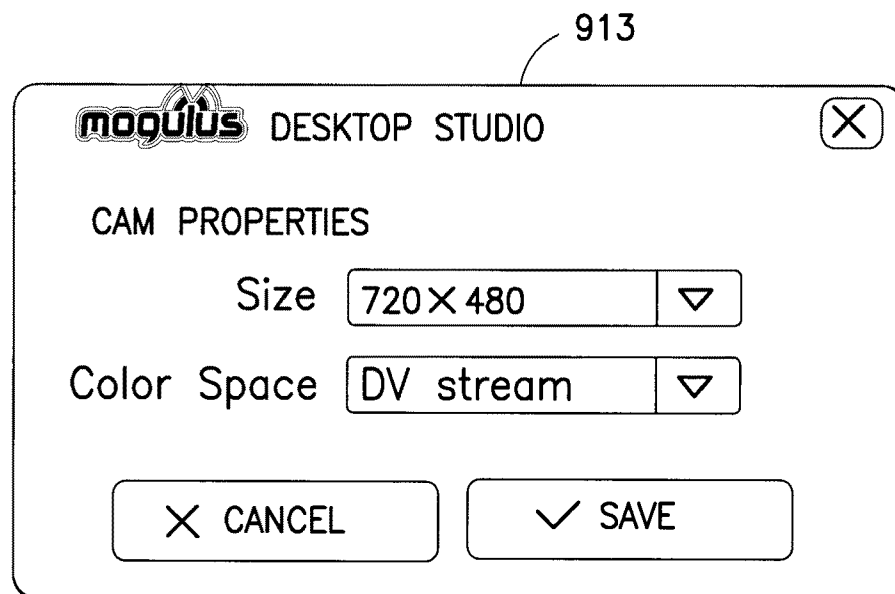 913
mogulus DESKTOP STUDIO
CAM PROPERTIES
Size 720×480
Color Space DV stream
CANCEL SAVE